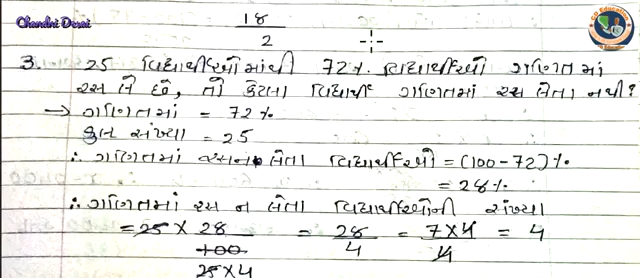 Chandni Desai
18
2
3. 25 વિદ્યાર્થીઓમાંથી 72% વિદ્યાર્થીઓ ગણિતમાં
રસ લે છે, તો કેટલા વિદ્યાર્થી ગણિતમાં રસ લેતા નથી?
→ ગણિતમાં = 72%
કુલ સંખ્યા = 25
∴ ગણિતમાં રસ ન લેતા વિદ્યાર્થીઓ = (100-72)%
= 28%
∴ ગણિતમાં રસ ન લેતા વિદ્યાર્થીઓની સંખ્યા
= 25 × 28 = 28 = 7×4 = 4
100 4 4
25×4